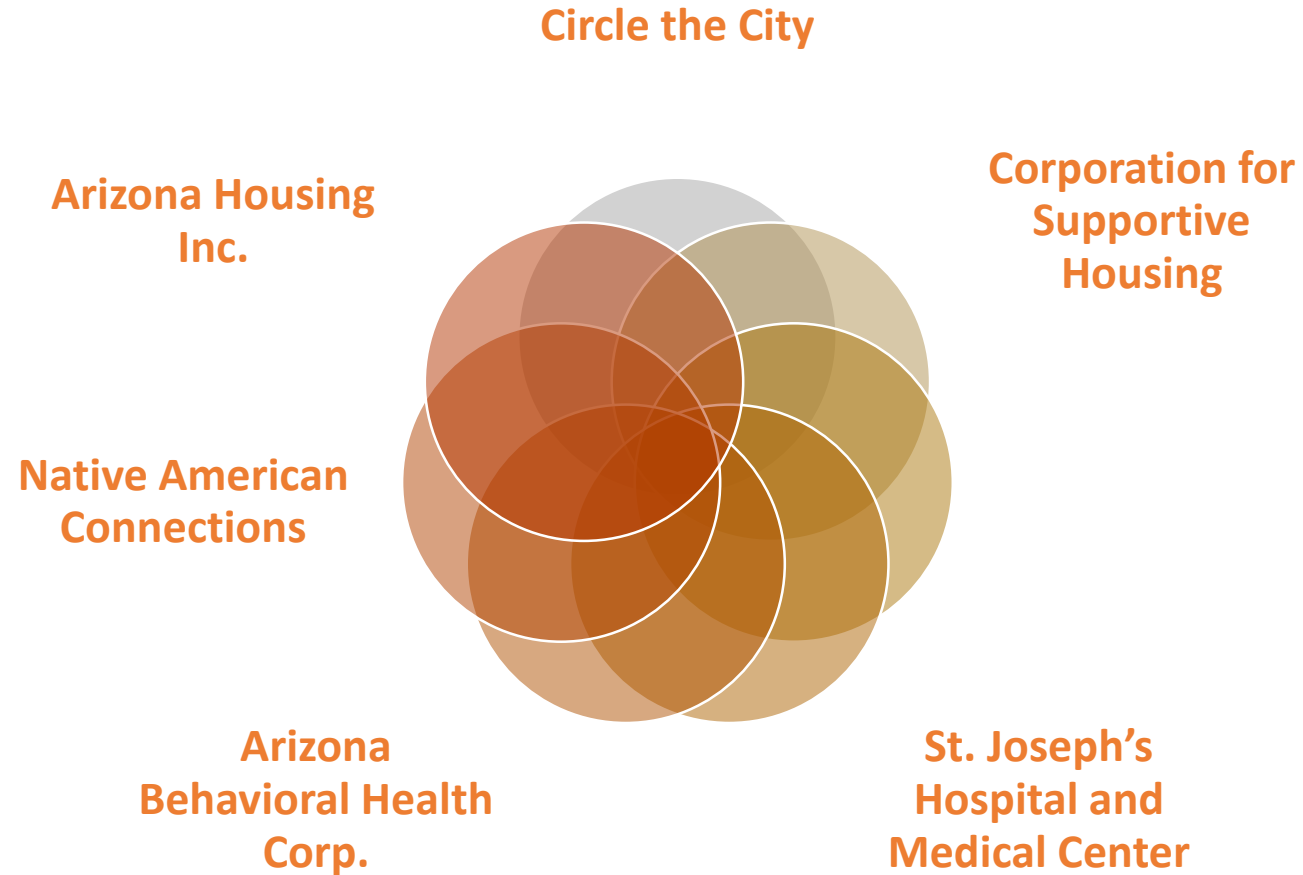 Circle the City
Corporation for
Supportive
Housing
St. Joseph’s
Hospital and
Medical Center
Arizona
Behavioral Health
Corp.
Native American
Connections
Arizona Housing
Inc.